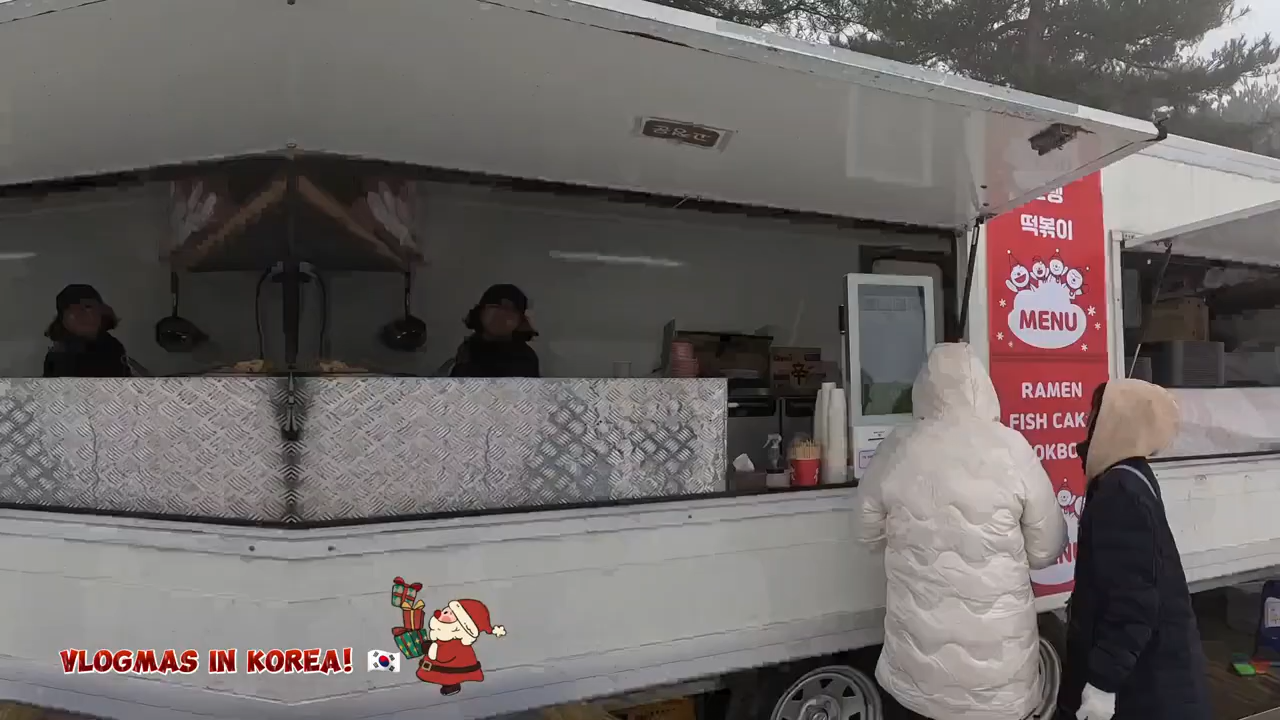 떡볶이
MENU
RAMEN
FISH CAK
OKBO
VLOGMAS IN KOREA!